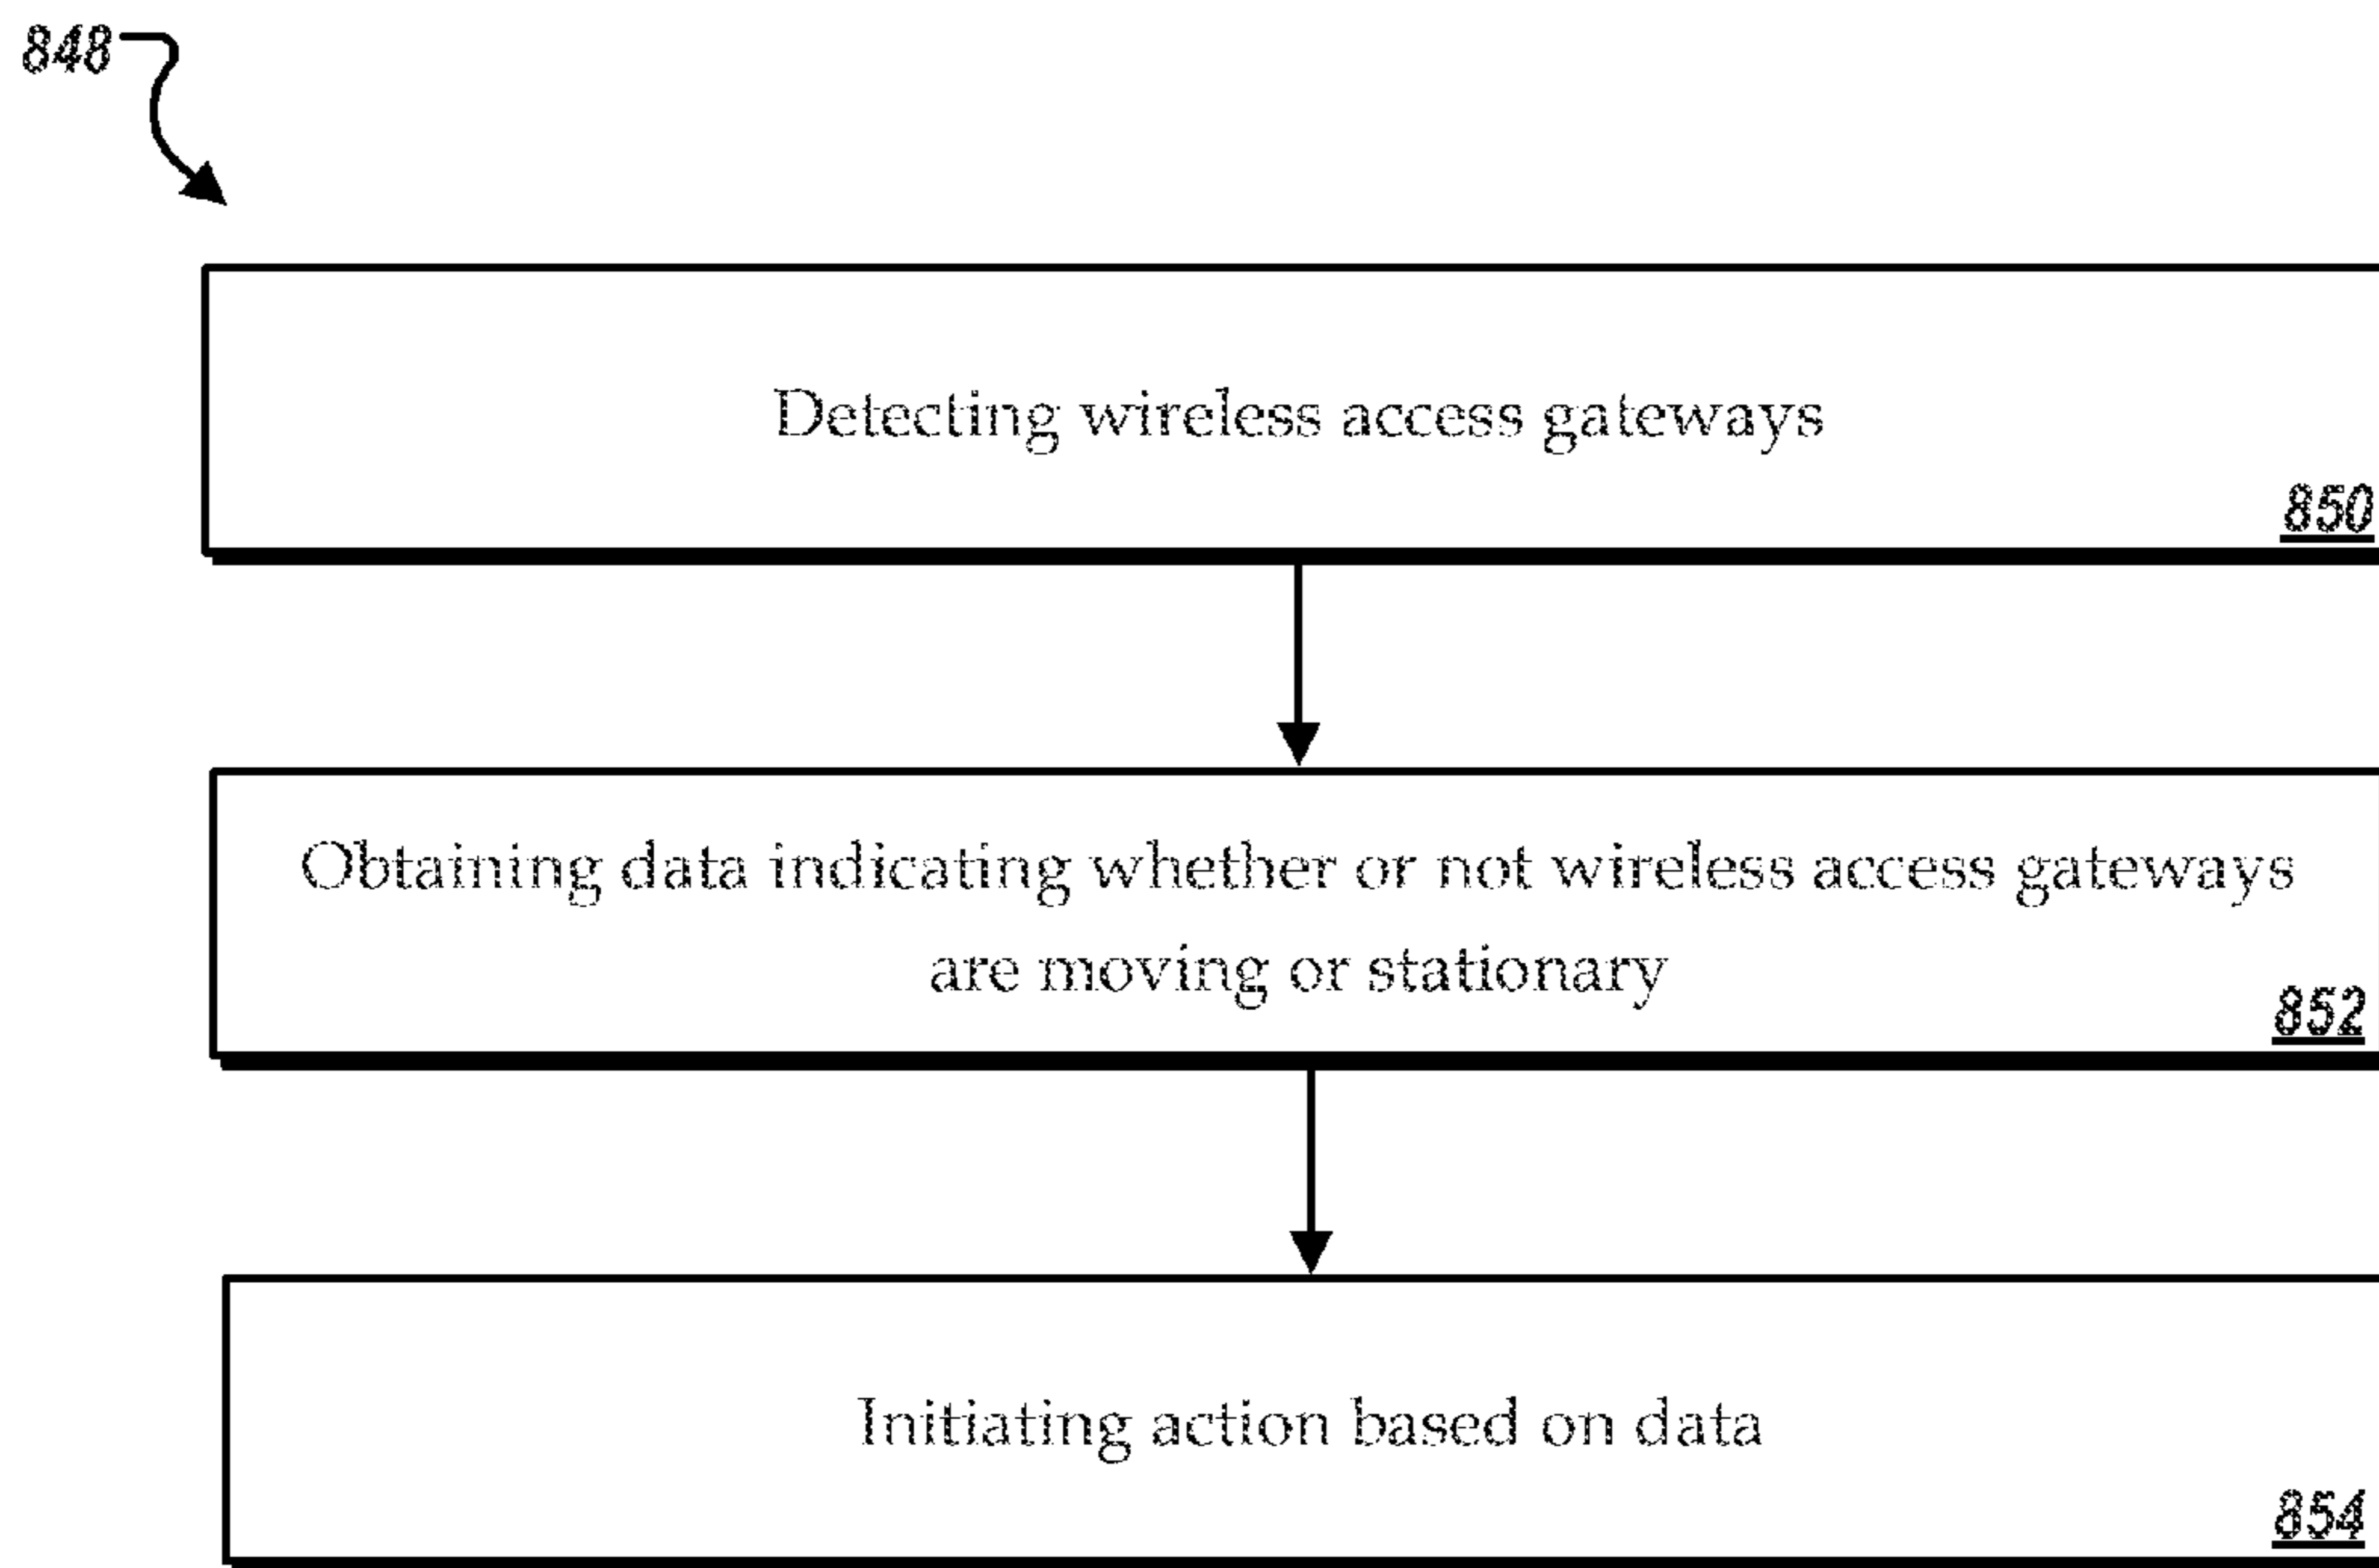 848
Detecting wireless access gateways
850
Obtaining data indicating whether or not wireless access gateways
are moving or stationary
852
Initiating action based on data
854